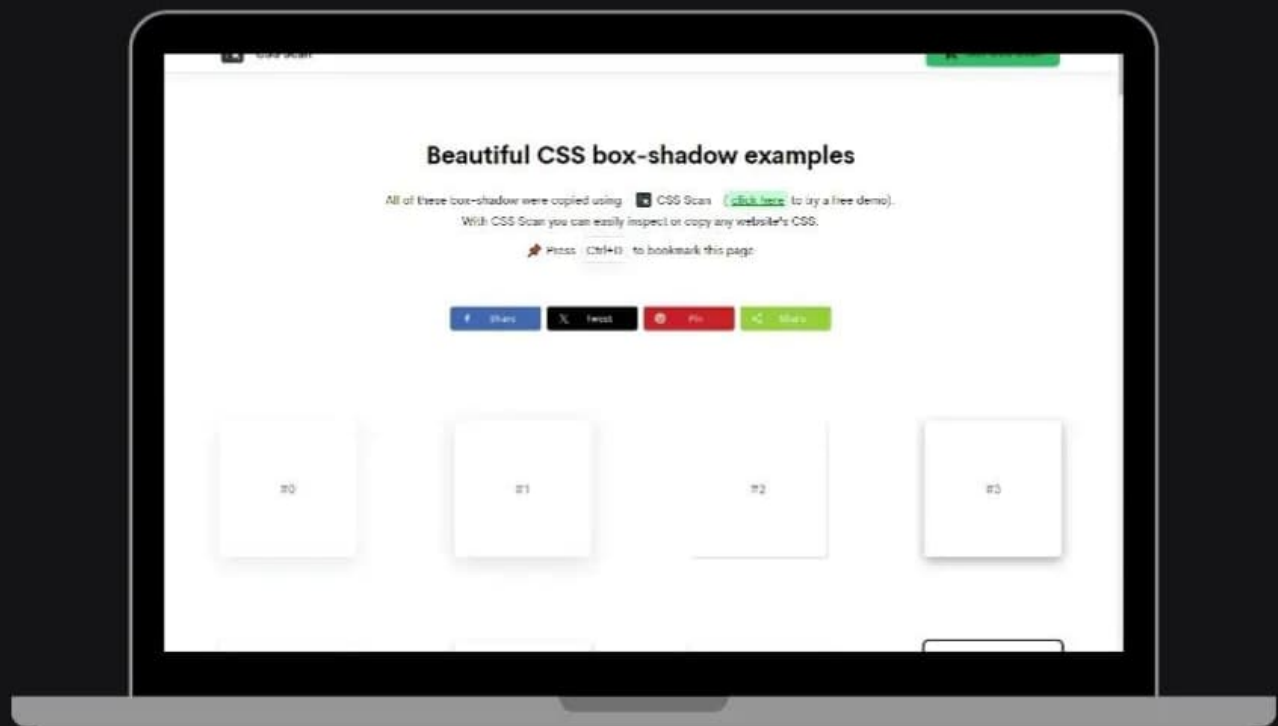 CSS Scan
Beautiful CSS box-shadow examples
All of these box-shadow were copied using CSS Scan (click here to try a free demo).
With CSS Scan you can easily inspect or copy any website's CSS.
Press Ctrl+D to bookmark this page
Share Tweet Pin Share
#0 #1 #2 #3